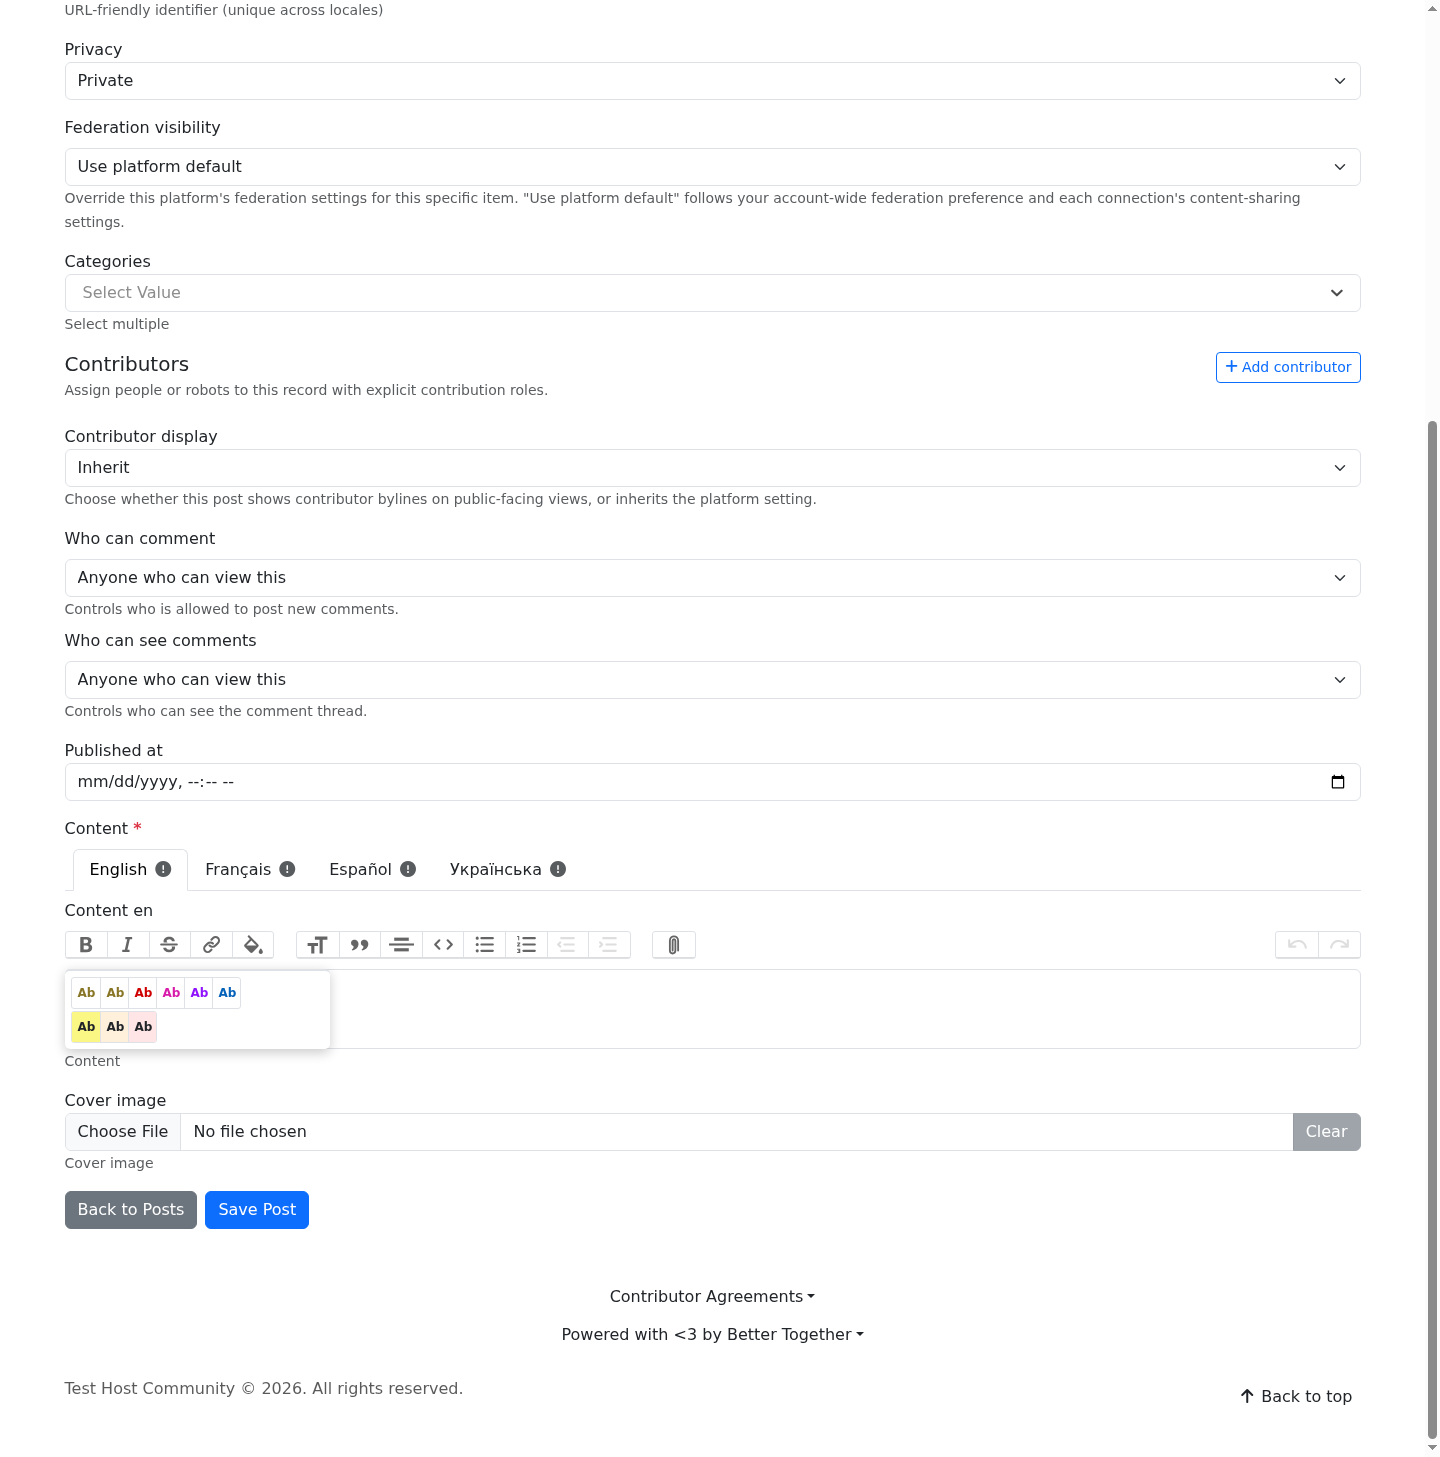 URL-friendly identifier (unique across locales)
Privacy
Private
Federation visibility
Use platform default
Override this platform's federation settings for this specific item. "Use platform default" follows your account-wide federation preference and each connection's content-sharing
settings.
Categories
Select Value
Select multiple
Contributors
Add contributor
Assign people or robots to this record with explicit contribution roles.
Contributor display
Inherit
Choose whether this post shows contributor bylines on public-facing views, or inherits the platform setting.
Who can comment
Anyone who can view this
Controls who is allowed to post new comments.
Who can see comments
Anyone who can view this
Controls who can see the comment thread.
Published at
mm/dd/yyyy, --:-- --
Content *
English Français Español Українська
Content en
Ab Ab Ab Ab Ab Ab
Ab Ab Ab
Content
Cover image
Choose File No file chosen Clear
Cover image
Back to Posts Save Post
Contributor Agreements
Powered with <3 by Better Together
Test Host Community © 2026. All rights reserved.
Back to top